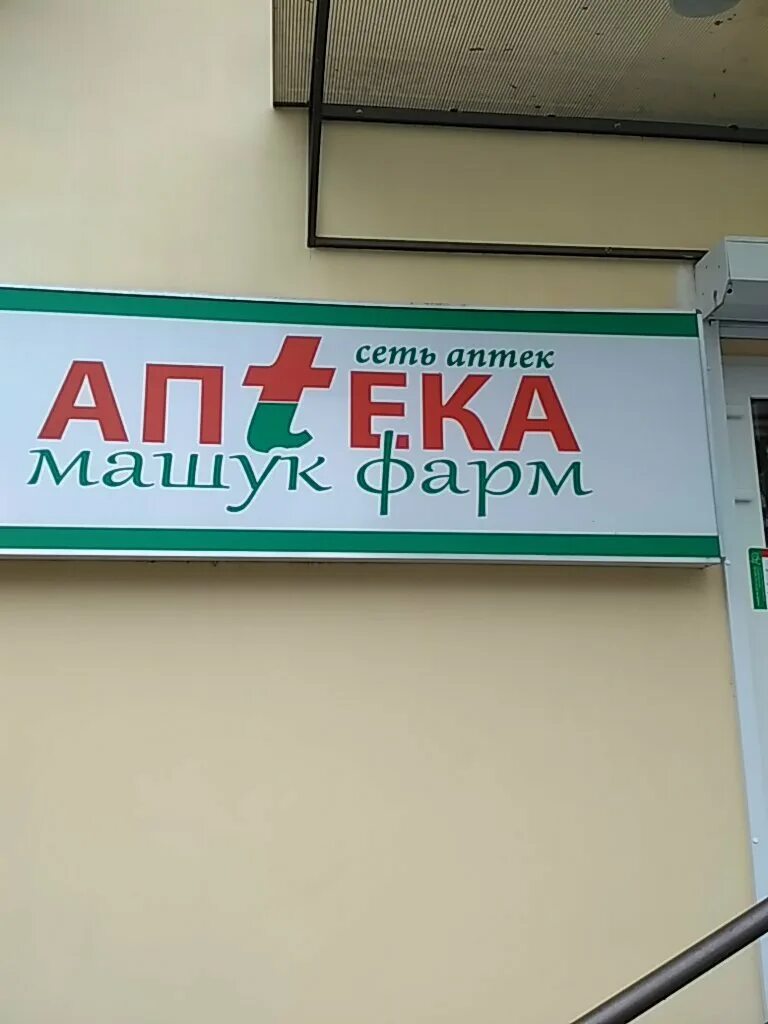 сеть аптек
АПтЕКА
машук фарм